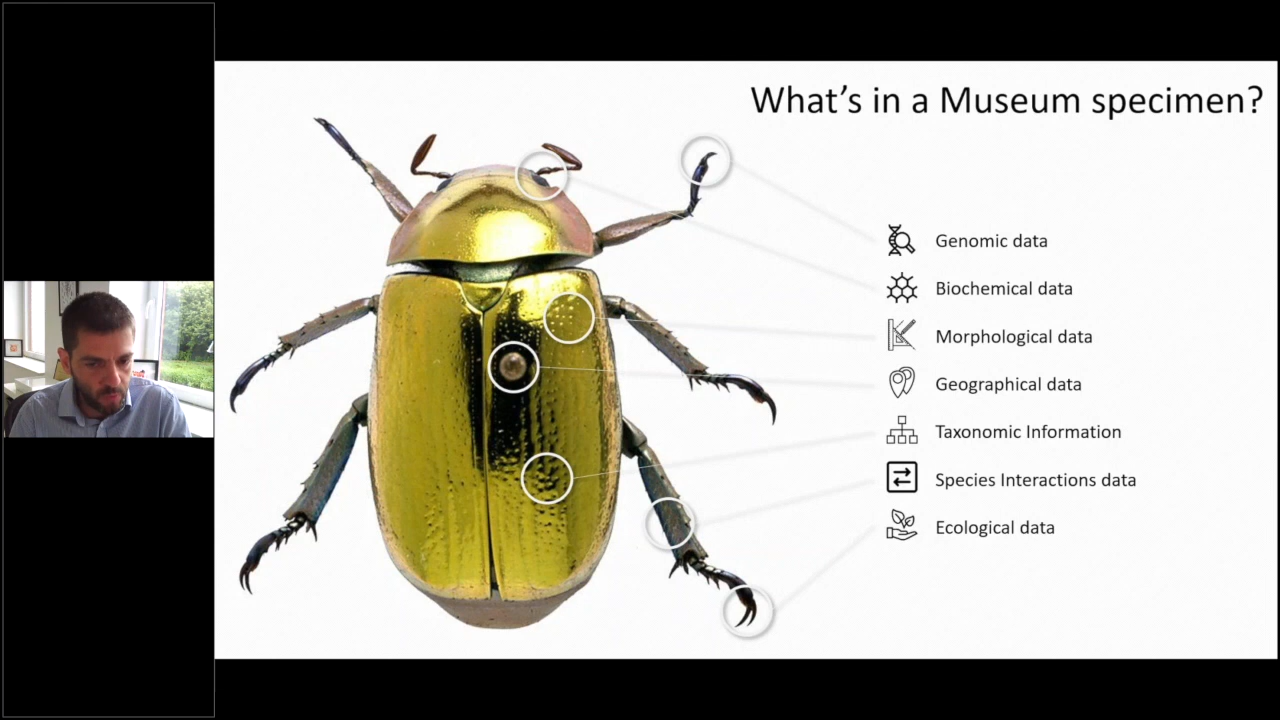 What's in a Museum specimen?
Genomic data
Biochemical data
Morphological data
Geographical data
Taxonomic Information
Species Interactions data
Ecological data